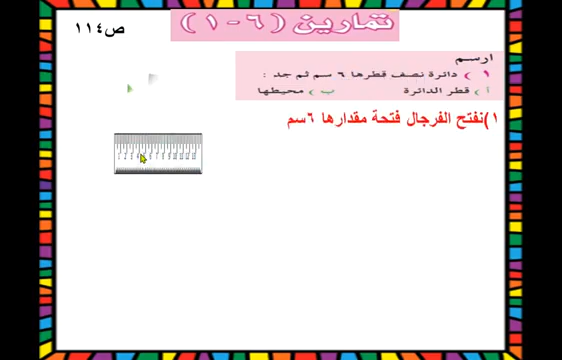 ص١١٤
تمارين ( ٦ - ١ )
ارسم
١ ) دائرة نصف قطرها ٦ سم ثم جد :
أ ) قطر الدائرة ب ) محيطها
١)نفتح الفرجال فتحة مقدارها ٦سم